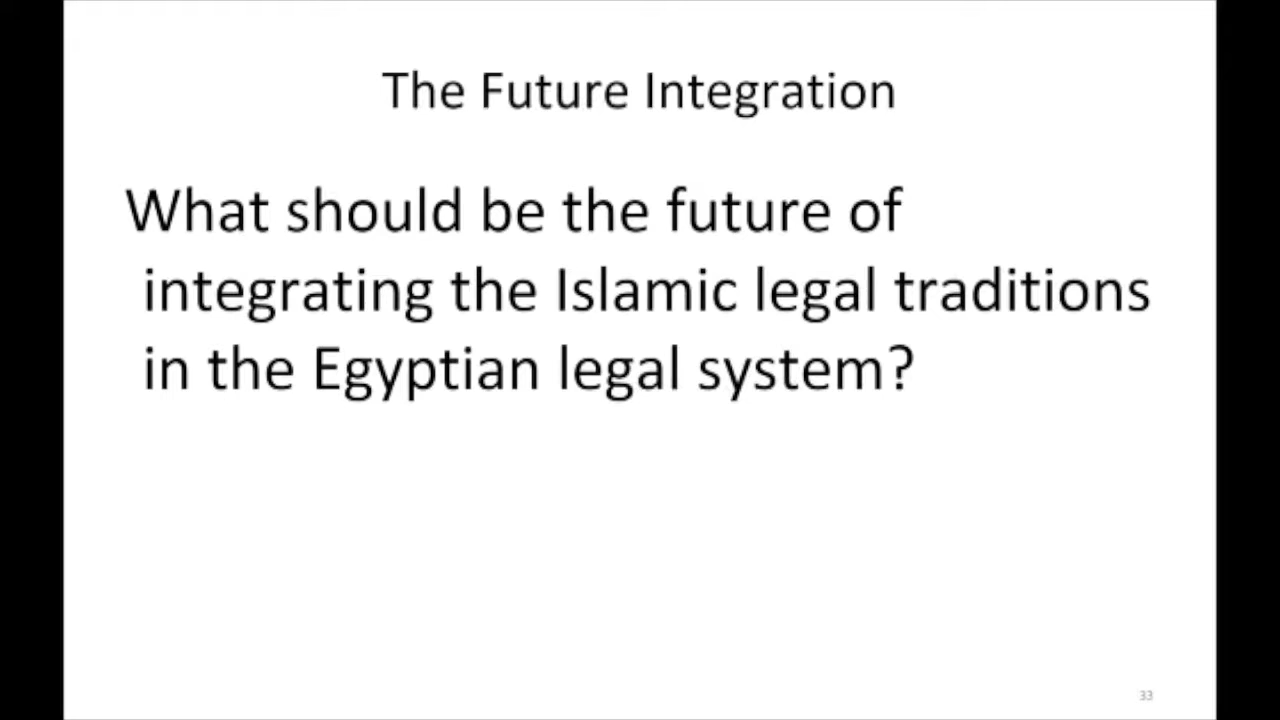 The Future Integration
What should be the future of
integrating the Islamic legal traditions
in the Egyptian legal system?
33